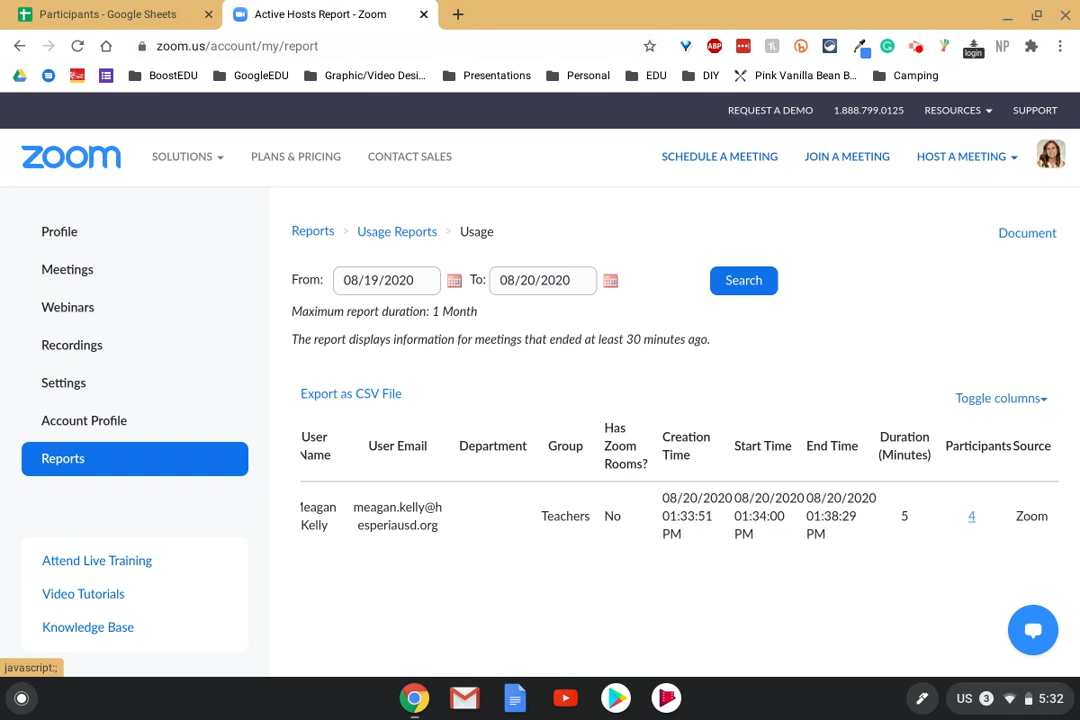 Participants - Google Sheets
Active Hosts Report - Zoom
zoom.us/account/my/report
ABP
login
NP
BoostEDU
GoogleEDU
Graphic/Video Desi...
Presentations
Personal
EDU
DIY
Pink Vanilla Bean B...
Camping
REQUEST A DEMO
1.888.799.0125
RESOURCES
SUPPORT
zoom
SOLUTIONS
PLANS & PRICING
CONTACT SALES
SCHEDULE A MEETING
JOIN A MEETING
HOST A MEETING
Profile
Meetings
Webinars
Recordings
Settings
Account Profile
Reports
Attend Live Training
Video Tutorials
Knowledge Base
Reports > Usage Reports > Usage
Document
From: 08/19/2020 To: 08/20/2020
Search
Maximum report duration: 1 Month
The report displays information for meetings that ended at least 30 minutes ago.
Export as CSV File
Toggle columns
User
Name
User Email
Department
Group
Has
Zoom
Rooms?
Creation
Time
Start Time
End Time
Duration
(Minutes)
Participants
Source
Meagan
Kelly
meagan.kelly@h
esperiausd.org
Teachers
No
08/20/2020
01:33:51
PM
08/20/2020
01:34:00
PM
08/20/2020
01:38:29
PM
5
4
Zoom
javascript:;
US
3
5:32